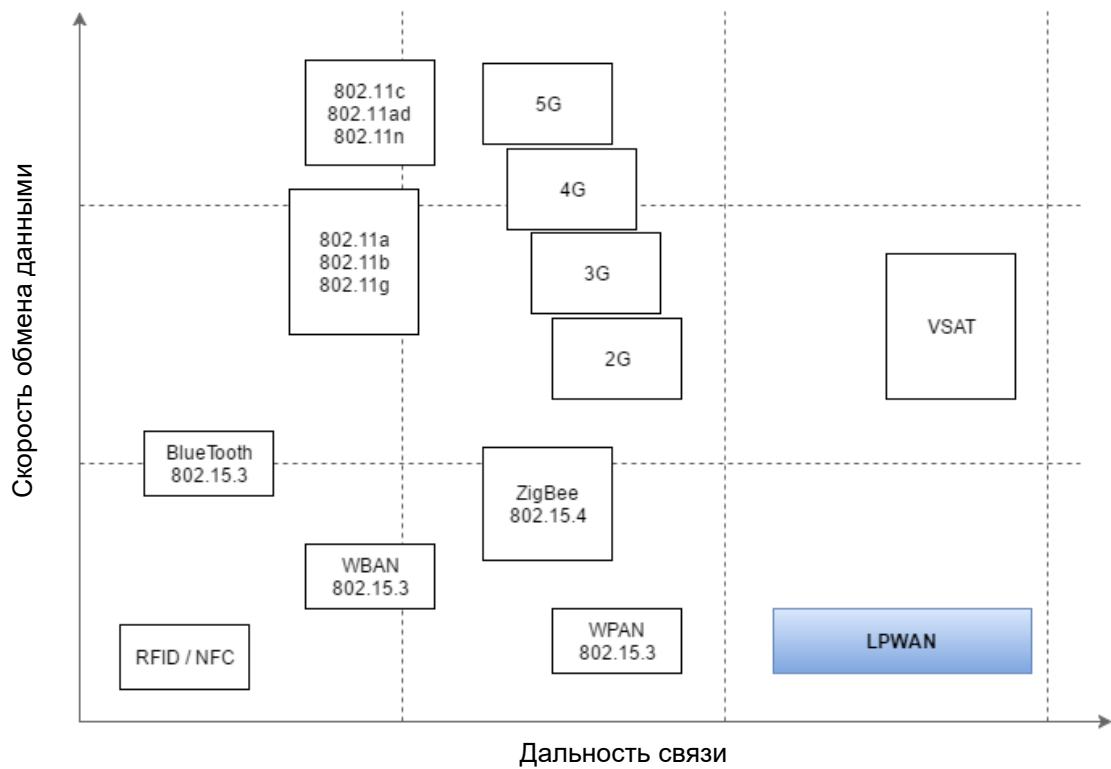 Скорость обмена данными
802.11c
802.11ad
802.11n
5G
4G
802.11a
802.11b
802.11g
3G
VSAT
2G
BlueTooth
802.15.3
ZigBee
802.15.4
WBAN
802.15.3
WPAN
802.15.3
LPWAN
RFID / NFC
Дальность связи